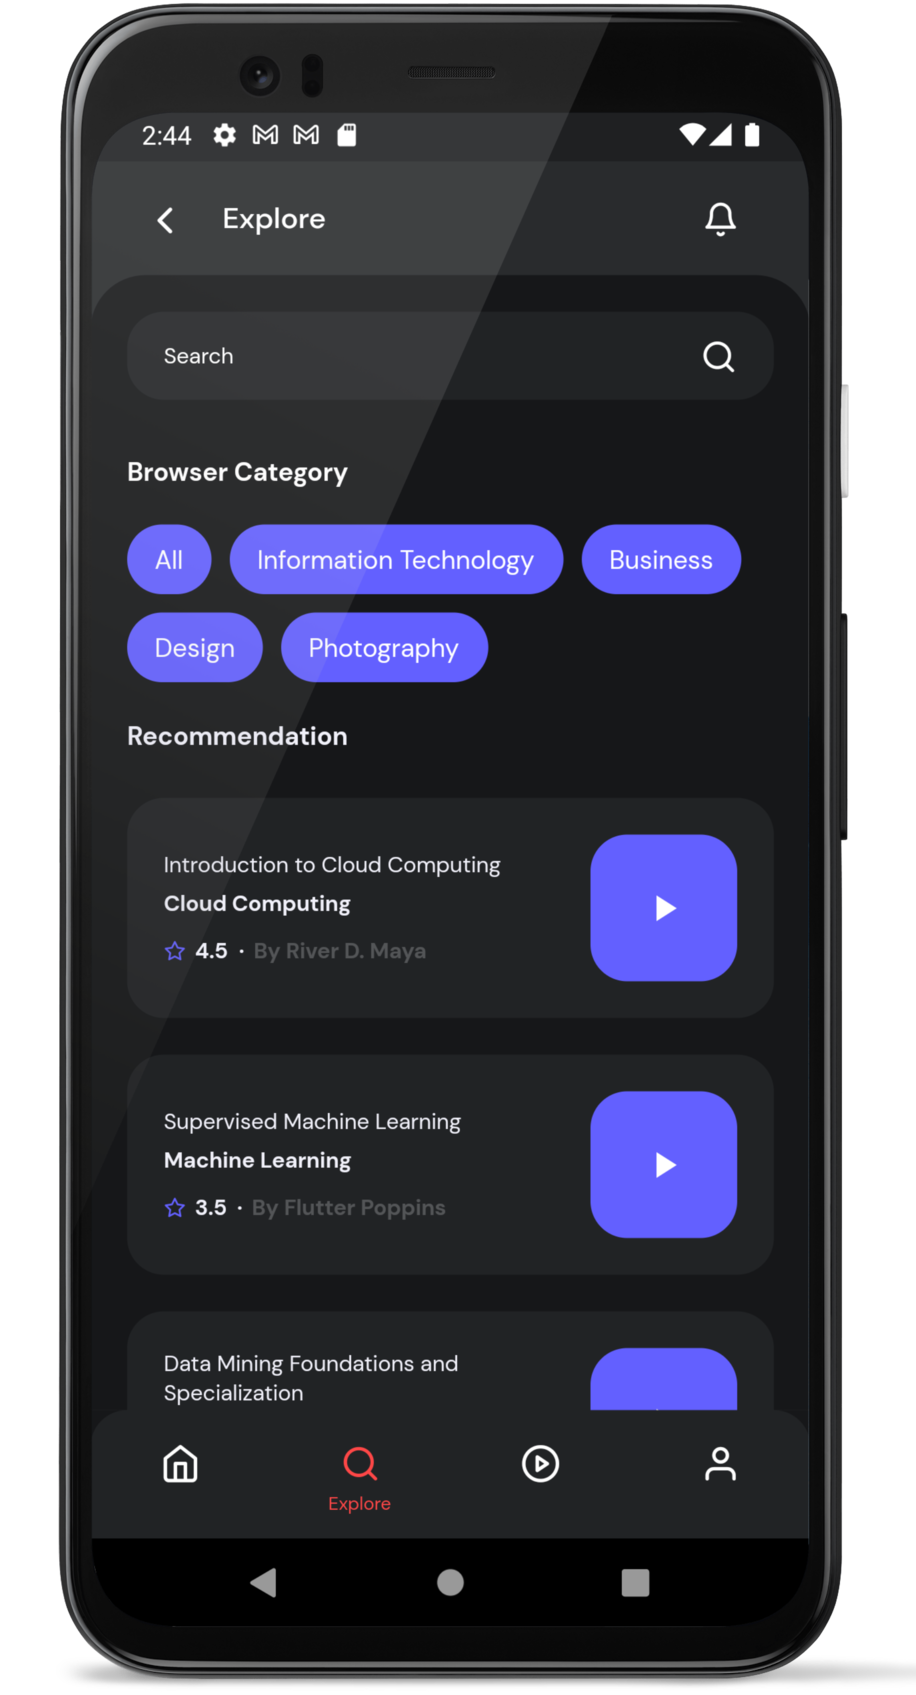 2:44
Explore
Search
Browser Category
All Information Technology Business
Design Photography
Recommendation
Introduction to Cloud Computing
Cloud Computing
4.5 · By River D. Maya
Supervised Machine Learning
Machine Learning
3.5 · By Flutter Poppins
Data Mining Foundations and
Specialization
Explore